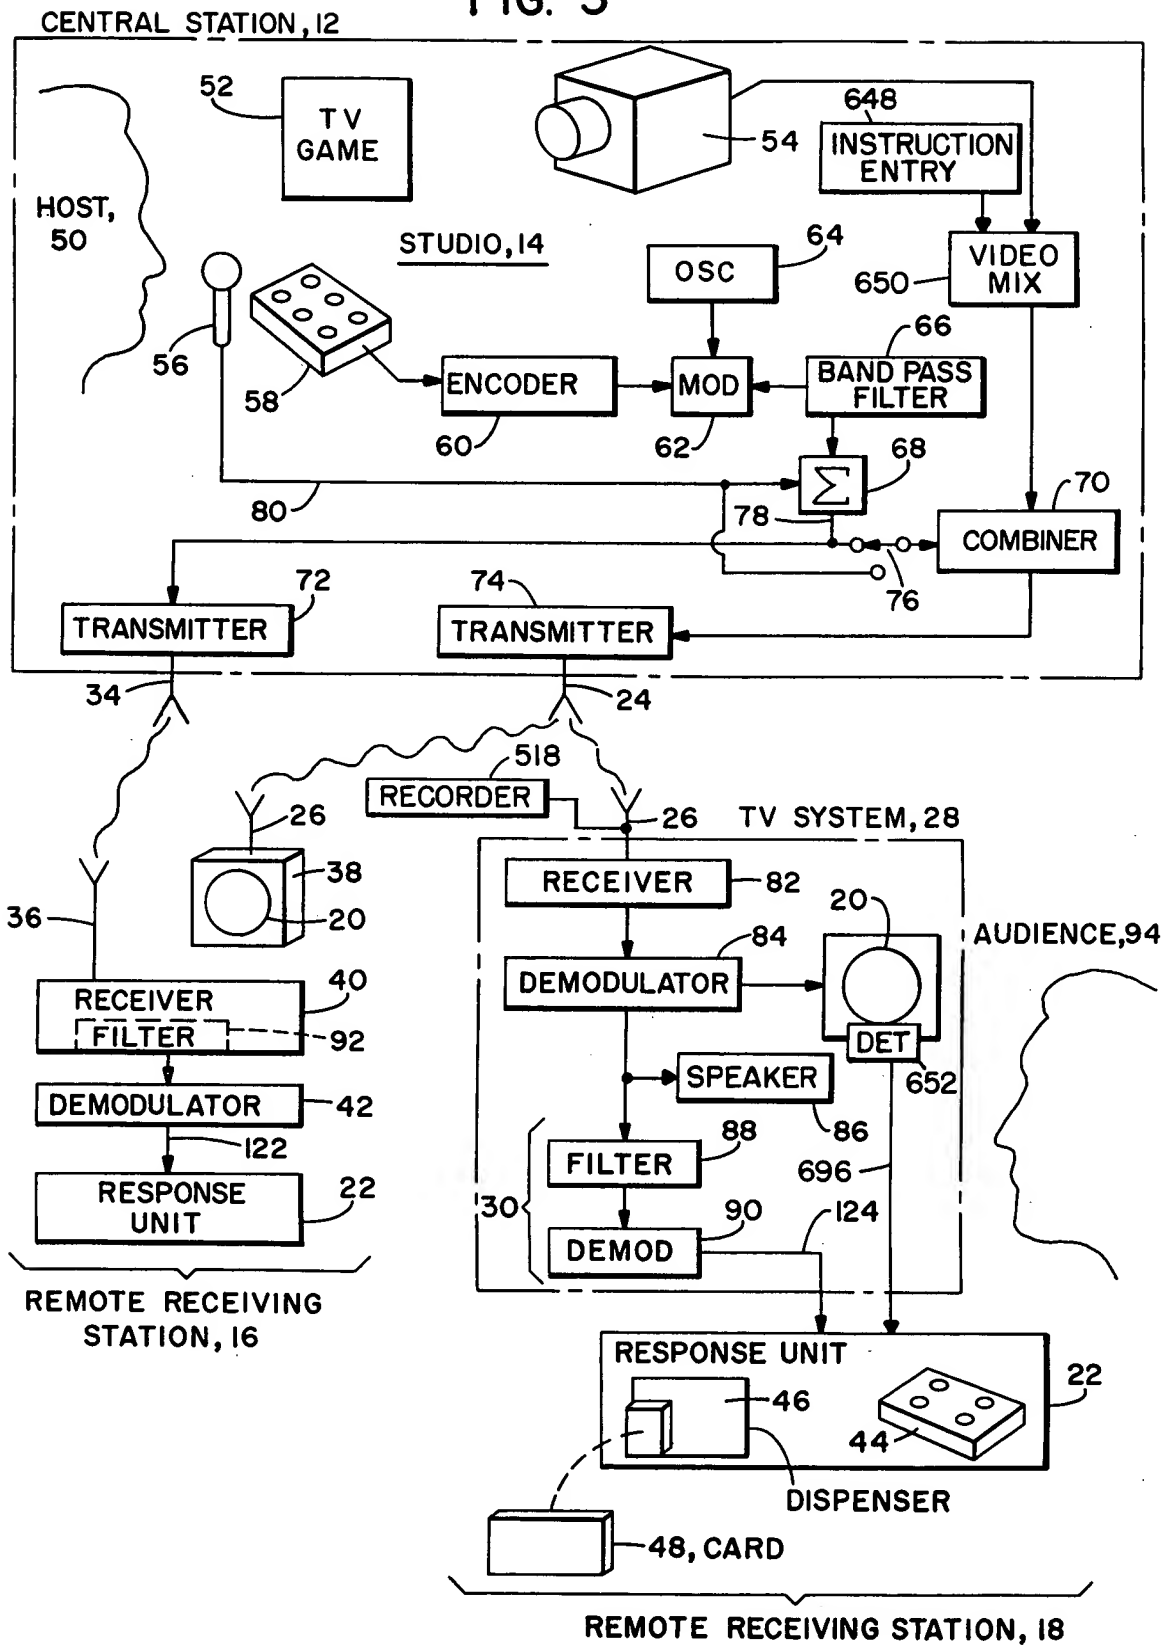 FIG. 3
CENTRAL STATION, 12
52
TV
GAME
54
648
INSTRUCTION
ENTRY
HOST,
50
STUDIO, 14
64
OSC
650
VIDEO
MIX
56
58
ENCODER
60
MOD
62
66
BAND PASS
FILTER
Σ
68
80
78
76
70
COMBINER
72
TRANSMITTER
74
TRANSMITTER
34
24
518
RECORDER
26
26
TV SYSTEM, 28
38
20
36
RECEIVER
82
20
AUDIENCE, 94
84
DEMODULATOR
40
RECEIVER
FILTER
92
DET
652
SPEAKER
86
DEMODULATOR
42
122
88
FILTER
696
30
RESPONSE
UNIT
22
90
DEMOD
124
REMOTE RECEIVING
STATION, 16
RESPONSE UNIT
46
44
22
DISPENSER
48, CARD
REMOTE RECEIVING STATION, 18